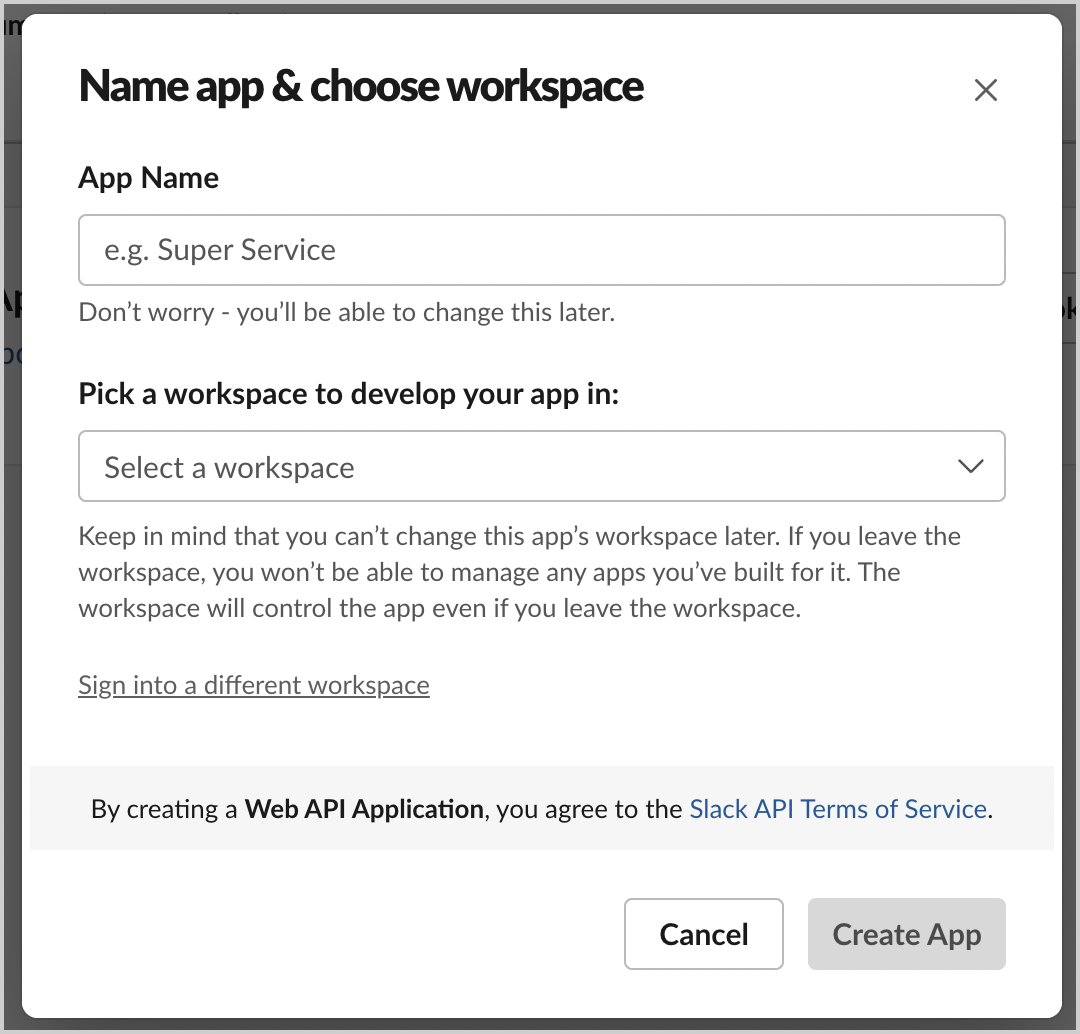 Name app & choose workspace
App Name
e.g. Super Service
Don’t worry - you’ll be able to change this later.
Pick a workspace to develop your app in:
Select a workspace
Keep in mind that you can’t change this app’s workspace later. If you leave the
workspace, you won’t be able to manage any apps you’ve built for it. The
workspace will control the app even if you leave the workspace.
Sign into a different workspace
By creating a Web API Application, you agree to the Slack API Terms of Service.
Cancel
Create App